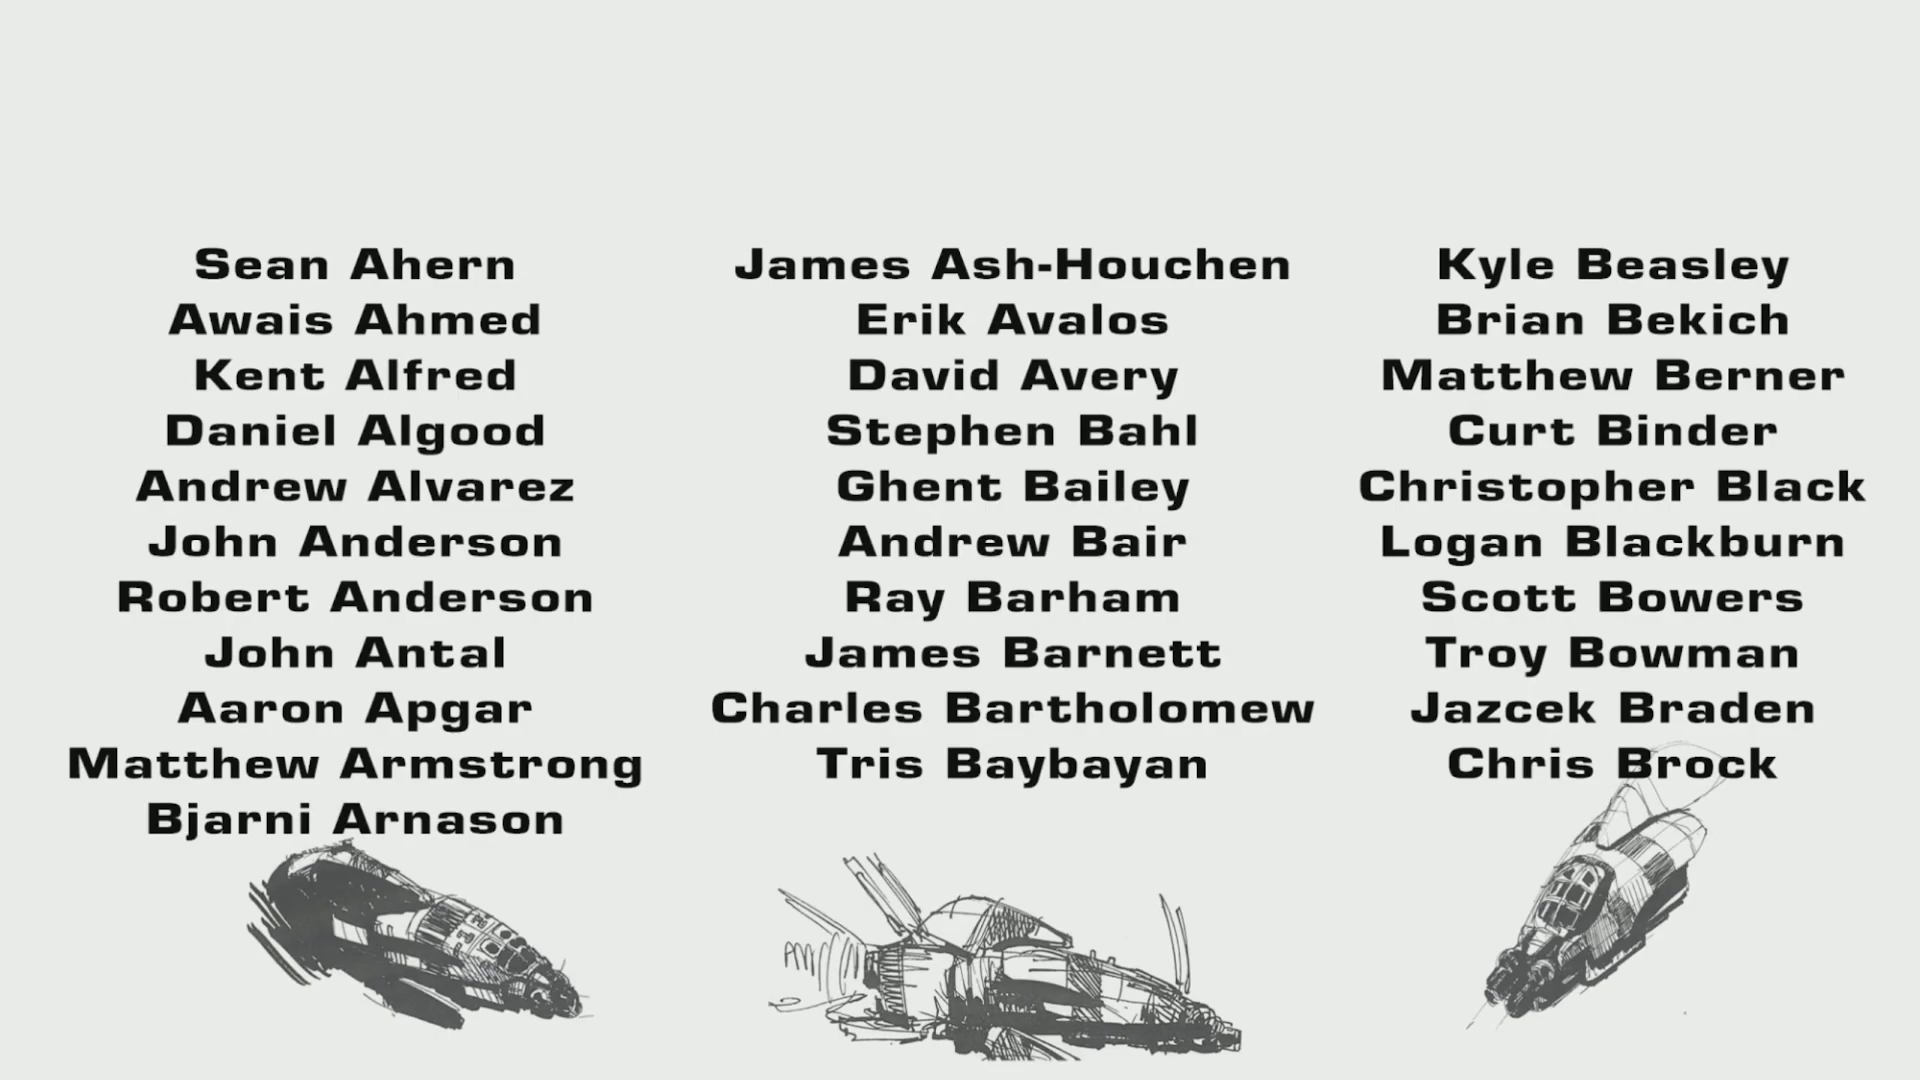 Sean Ahern
Awais Ahmed
Kent Alfred
Daniel Algood
Andrew Alvarez
John Anderson
Robert Anderson
John Antal
Aaron Apgar
Matthew Armstrong
Bjarni Arnason
James Ash-Houchen
Erik Avalos
David Avery
Stephen Bahl
Ghent Bailey
Andrew Bair
Ray Barham
James Barnett
Charles Bartholomew
Tris Baybayan
Kyle Beasley
Brian Bekich
Matthew Berner
Curt Binder
Christopher Black
Logan Blackburn
Scott Bowers
Troy Bowman
Jazcek Braden
Chris Brock